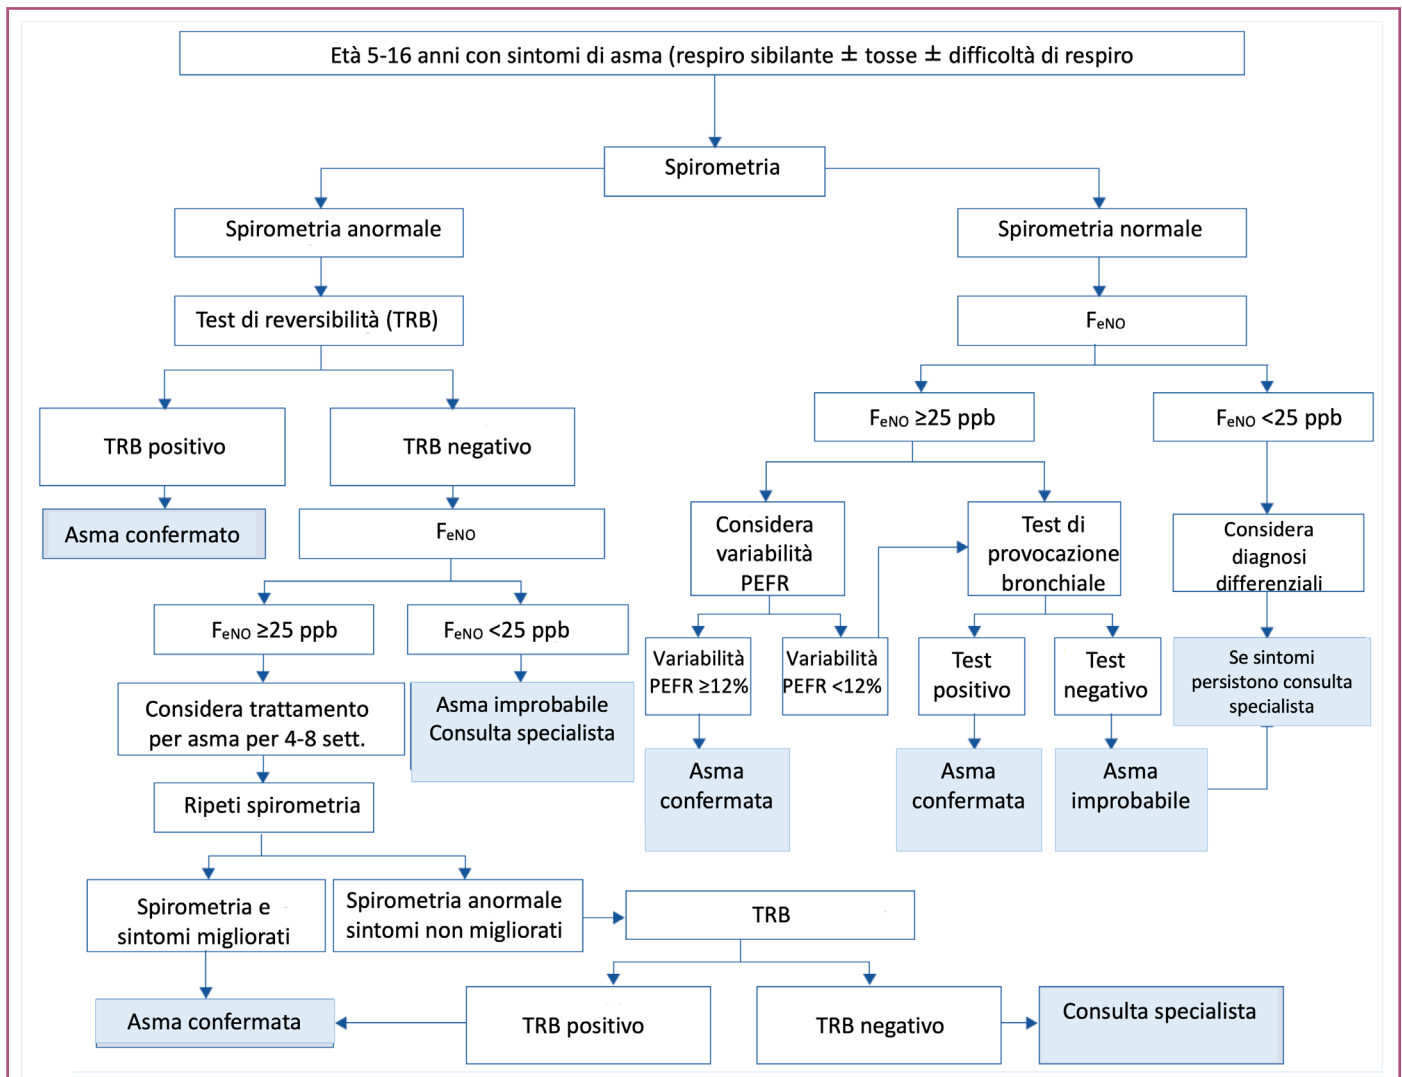 Età 5-16 anni con sintomi di asma (respiro sibilante ± tosse ± difficoltà di respiro
Spirometria
Spirometria anormale
Spirometria normale
Test di reversibilità (TRB)
FeNO
TRB positivo
TRB negativo
FeNO ≥25 ppb
FeNO <25 ppb
Asma confermato
FeNO
Considera
variabilità
PEFR
Test di
provocazione
bronchiale
Considera
diagnosi
differenziali
FeNO ≥25 ppb
FeNO <25 ppb
Variabilità
PEFR ≥12%
Variabilità
PEFR <12%
Test
positivo
Test
negativo
Se sintomi
persistono consulta
specialista
Considera trattamento
per asma per 4-8 sett.
Asma improbabile
Consulta specialista
Asma
confermata
Asma
confermata
Asma
improbabile
Ripeti spirometria
Spirometria e
sintomi migliorati
Spirometria anormale
sintomi non migliorati
TRB
Asma confermata
TRB positivo
TRB negativo
Consulta specialista